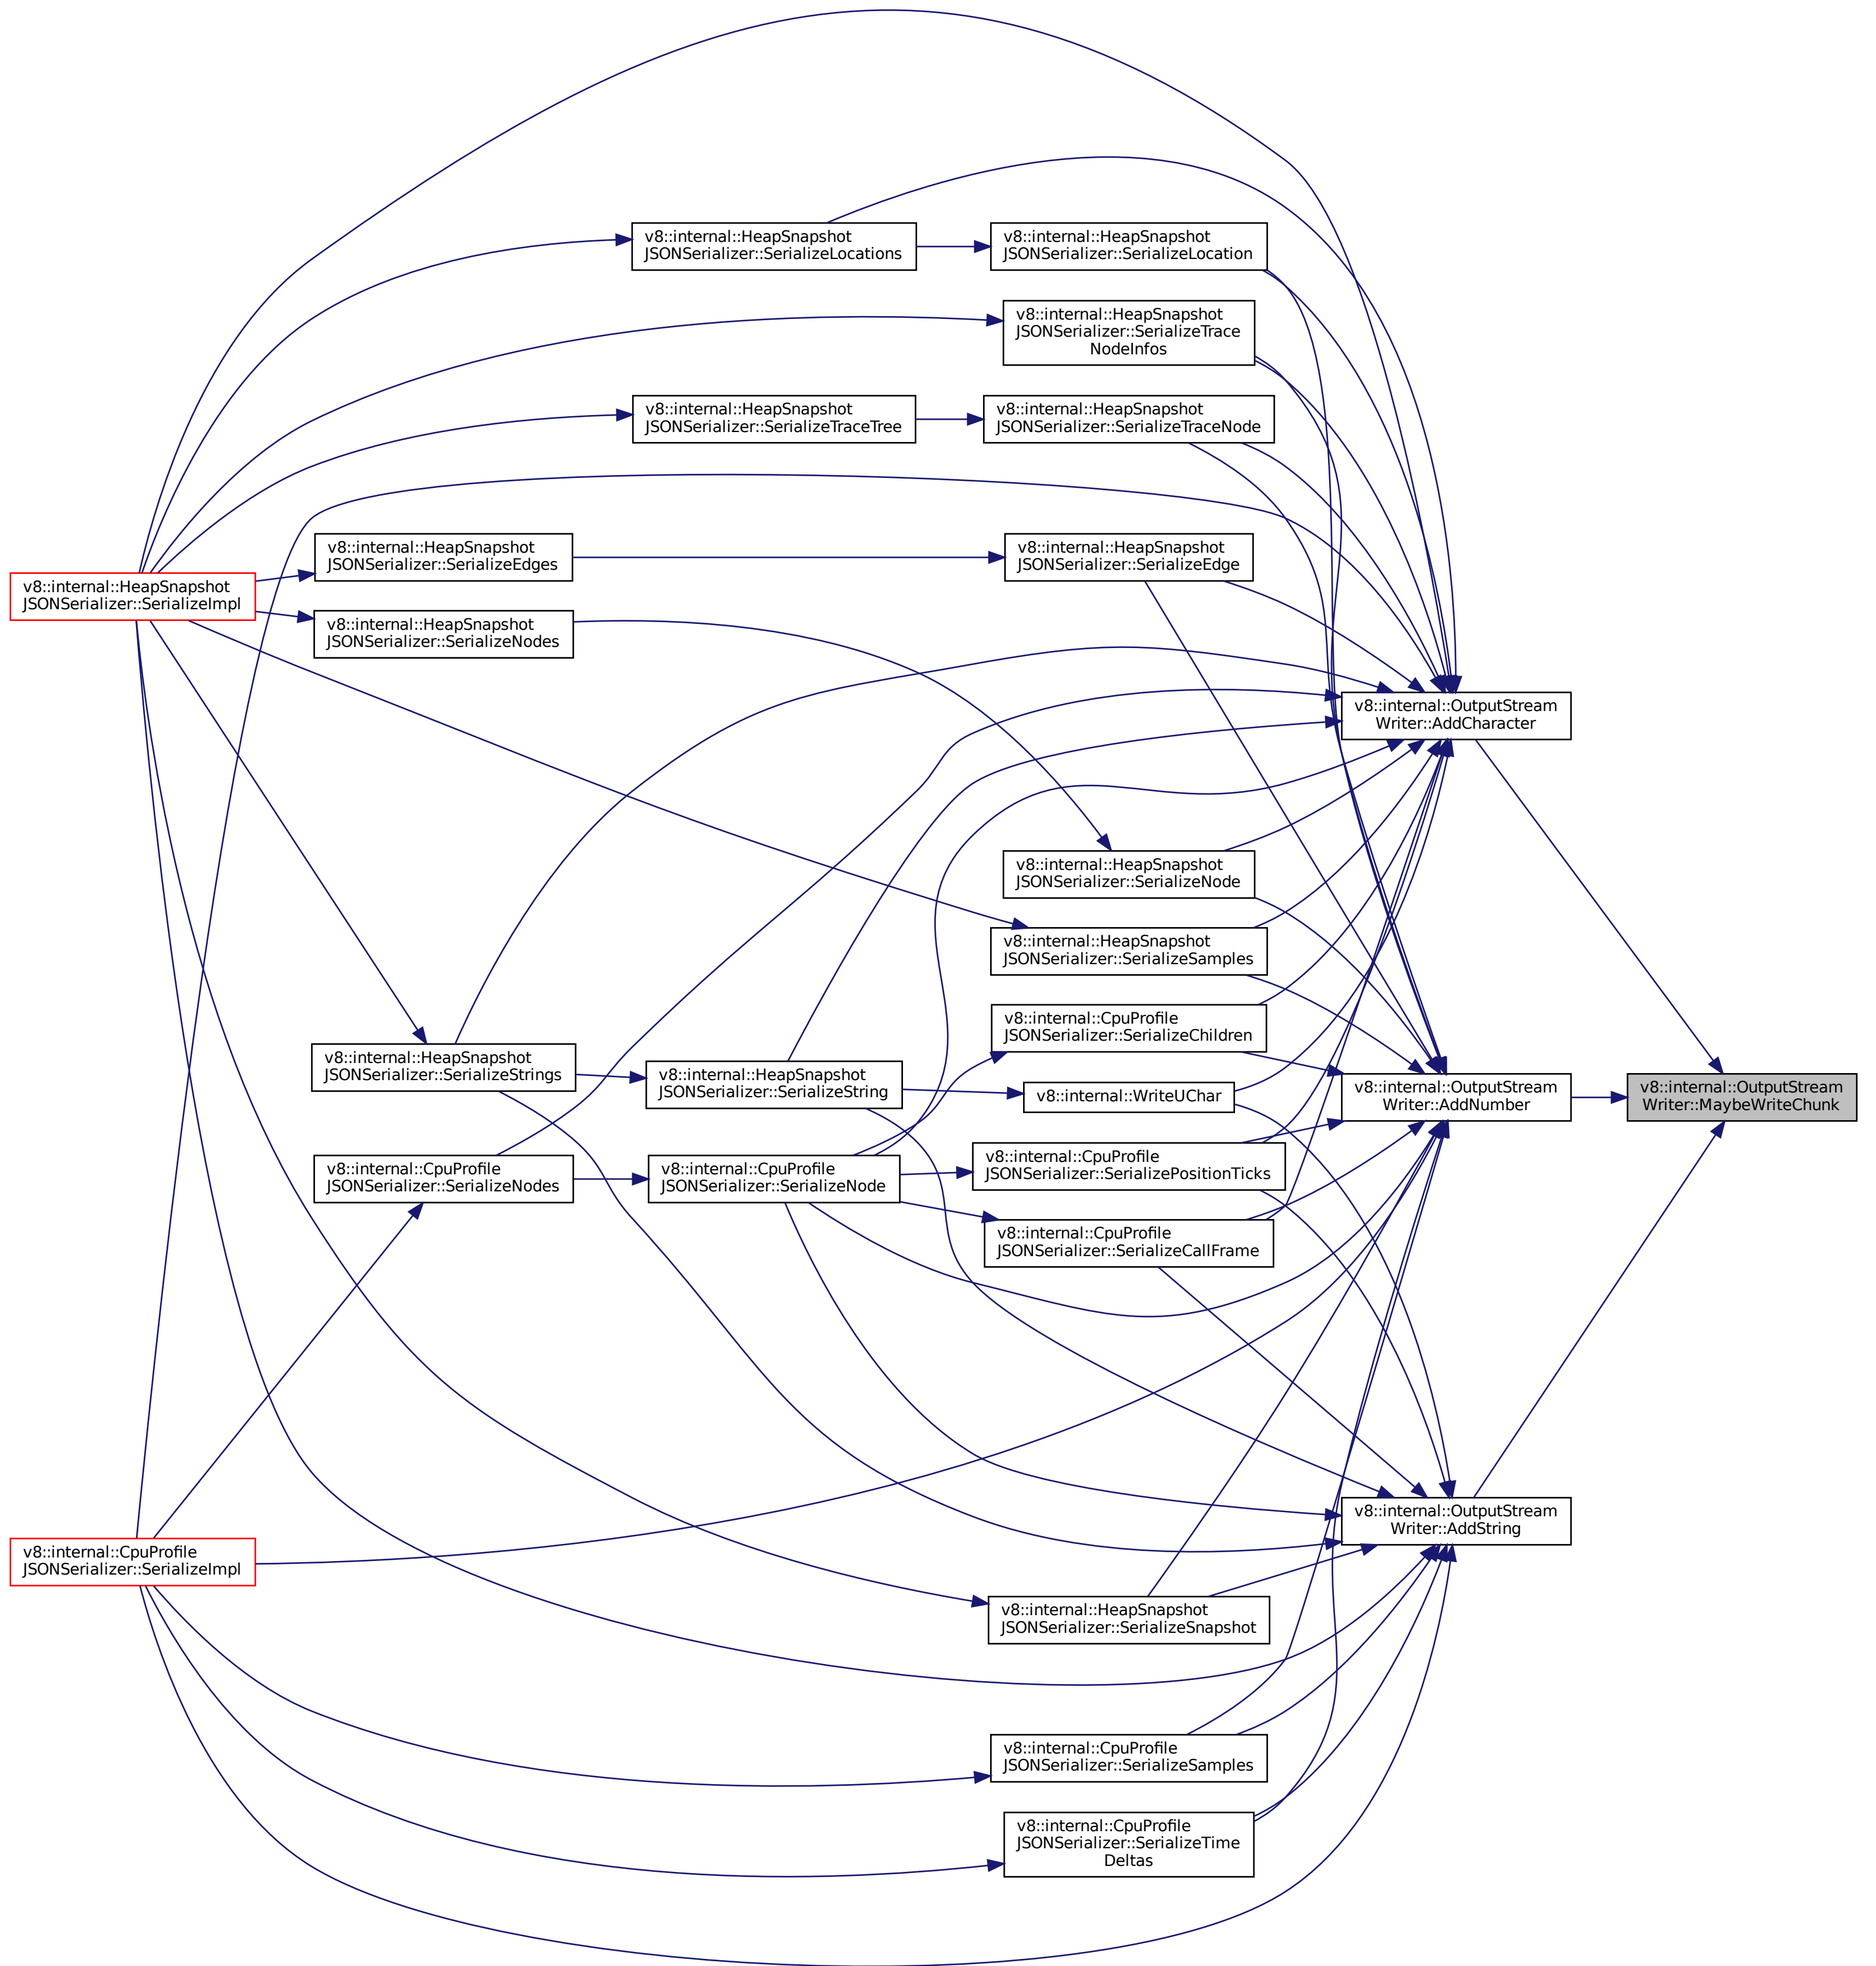 v8::internal::HeapSnapshot
JSONSerializer::SerializeLocations
v8::internal::HeapSnapshot
JSONSerializer::SerializeLocation
v8::internal::HeapSnapshot
JSONSerializer::SerializeTrace
NodeInfos
v8::internal::HeapSnapshot
JSONSerializer::SerializeTraceTree
v8::internal::HeapSnapshot
JSONSerializer::SerializeTraceNode
v8::internal::HeapSnapshot
JSONSerializer::SerializeEdges
v8::internal::HeapSnapshot
JSONSerializer::SerializeEdge
v8::internal::HeapSnapshot
JSONSerializer::SerializeImpl
v8::internal::HeapSnapshot
JSONSerializer::SerializeNodes
v8::internal::OutputStream
Writer::AddCharacter
v8::internal::HeapSnapshot
JSONSerializer::SerializeNode
v8::internal::HeapSnapshot
JSONSerializer::SerializeSamples
v8::internal::CpuProfile
JSONSerializer::SerializeChildren
v8::internal::HeapSnapshot
JSONSerializer::SerializeStrings
v8::internal::HeapSnapshot
JSONSerializer::SerializeString
v8::internal::WriteUChar
v8::internal::OutputStream
Writer::AddNumber
v8::internal::OutputStream
Writer::MaybeWriteChunk
v8::internal::CpuProfile
JSONSerializer::SerializeNodes
v8::internal::CpuProfile
JSONSerializer::SerializeNode
v8::internal::CpuProfile
JSONSerializer::SerializePositionTicks
v8::internal::CpuProfile
JSONSerializer::SerializeCallFrame
v8::internal::OutputStream
Writer::AddString
v8::internal::CpuProfile
JSONSerializer::SerializeImpl
v8::internal::HeapSnapshot
JSONSerializer::SerializeSnapshot
v8::internal::CpuProfile
JSONSerializer::SerializeSamples
v8::internal::CpuProfile
JSONSerializer::SerializeTime
Deltas